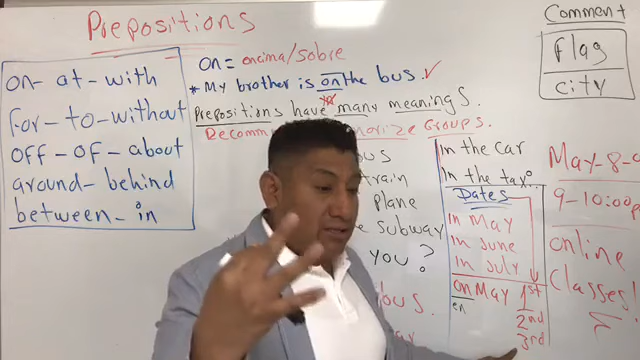 Prepositions
on - at - with
for - to - without
off - of - about
around - behind
between - in
on = encima/sobre
* My brother is on the bus. ✓
Prepositions have many meanings.
Groups.
train
plane
subway
you?
in the car
in the taxi
Dates
in May
in June
in July
on May 1st
en
2nd
3rd
Comment
flag
city
May-8-
9-10:00p
online
Classes!